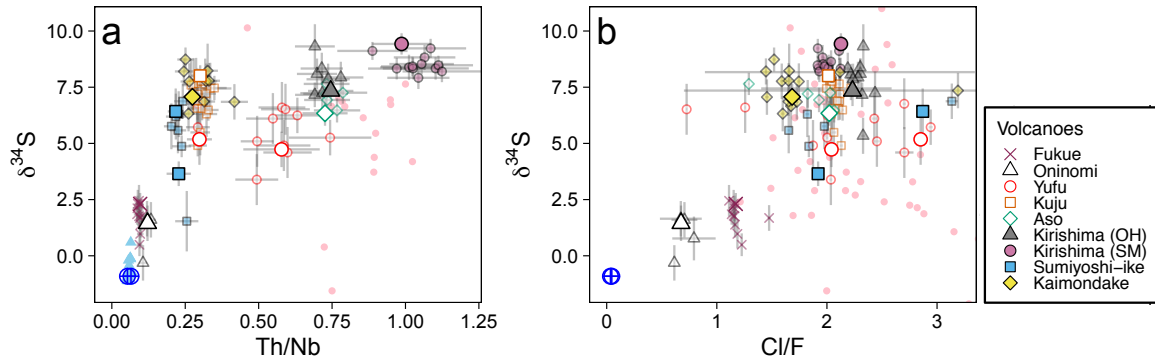 a
10.0
7.5
5.0
2.5
0.0
δ³⁴S
0.00 0.25 0.50 0.75 1.00 1.25
Th/Nb
b
10.0
7.5
5.0
2.5
0.0
δ³⁴S
0 1 2 3
Cl/F
Volcanoes
Fukue
Oninomi
Yufu
Kuju
Aso
Kirishima (OH)
Kirishima (SM)
Sumiyoshi−ike
Kaimondake